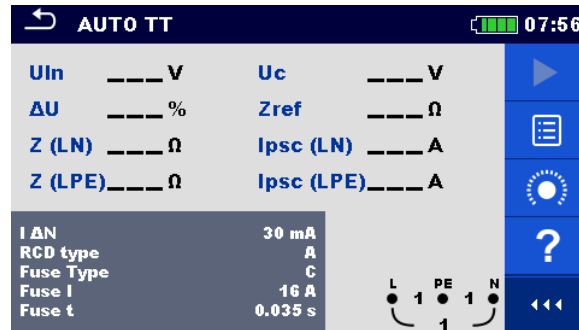 AUTO TT 07:56
Uln ___V Uc ___V
ΔU ___% Zref ___Ω
Z (LN) ___Ω Ipsc (LN) ___A
Z (LPE)___Ω Ipsc (LPE)___A
I ΔN 30 mA
RCD type A
Fuse Type C
Fuse I 16 A
Fuse t 0.035 s
L PE N
1 1
1
?